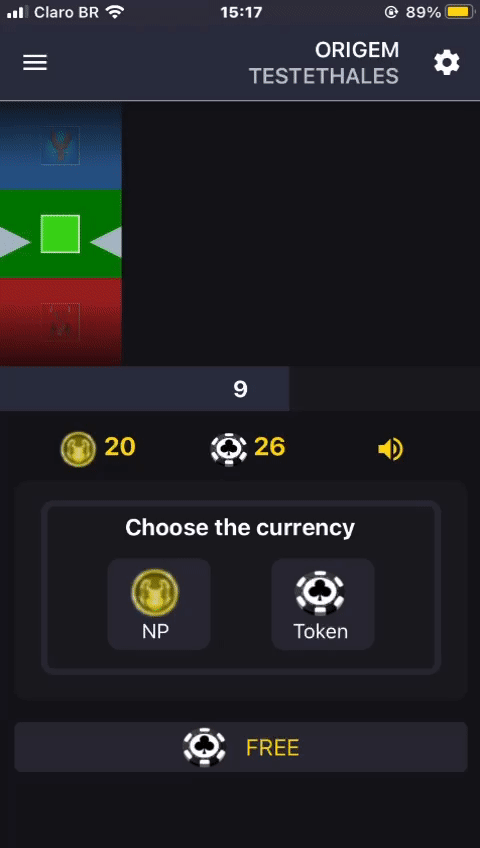 Claro BR 15:17 89%
ORIGEM
TESTETHALES
9
20 26
Choose the currency
NP Token
FREE